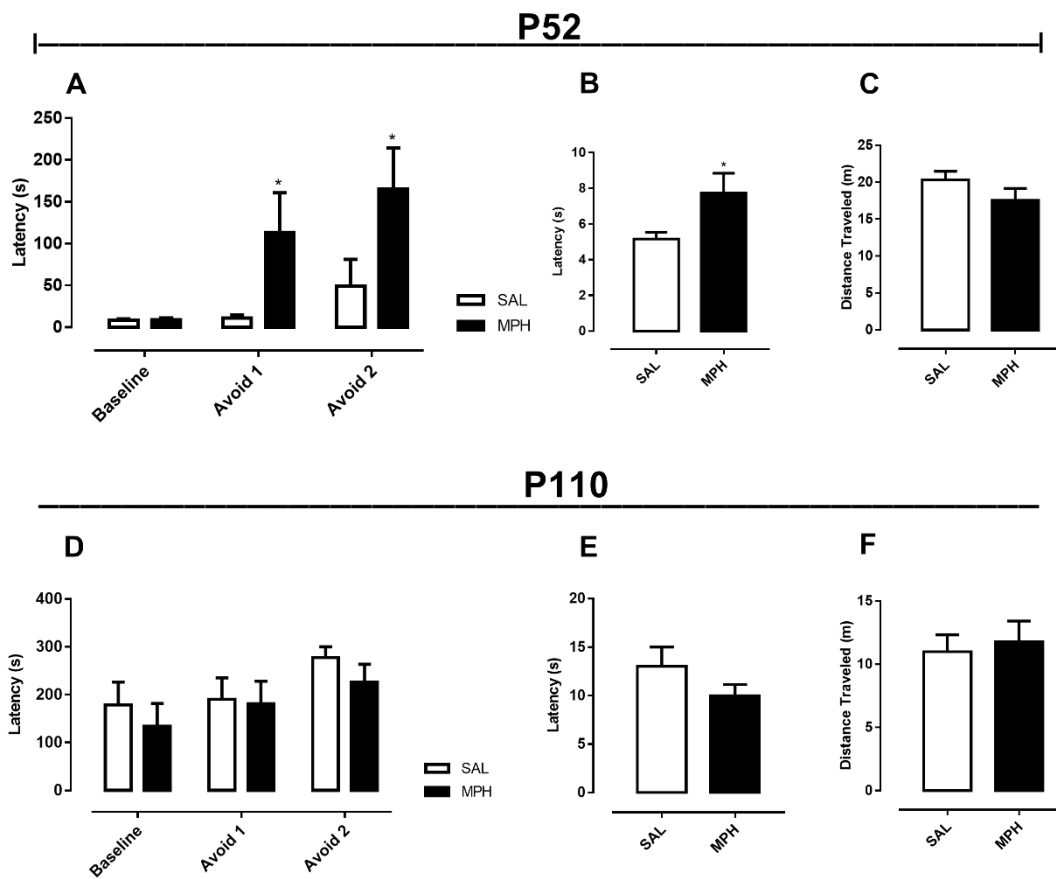 P52
A
250
200
150
100
50
0
Latency (s)
*
*
Baseline
Avoid 1
Avoid 2
SAL
MPH
B
10
8
6
4
2
0
Latency (s)
*
SAL
MPH
C
25
20
15
10
5
0
Distance Traveled (m)
SAL
MPH
P110
D
400
300
200
100
0
Latency (s)
Baseline
Avoid 1
Avoid 2
SAL
MPH
E
20
15
10
5
0
Latency (s)
SAL
MPH
F
15
10
5
0
Distance Traveled (m)
SAL
MPH